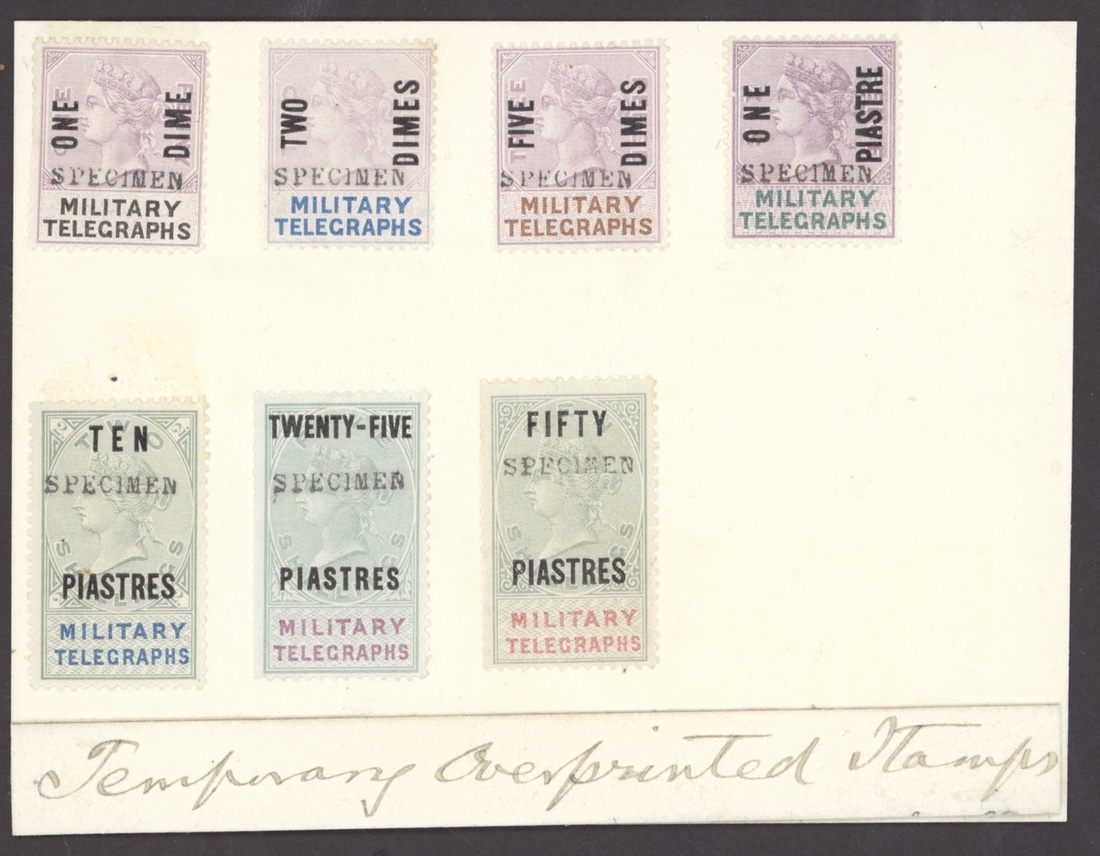 ONE DIME
SPECIMEN
MILITARY
TELEGRAPHS
TWO DIMES
SPECIMEN
MILITARY
TELEGRAPHS
FIVE DIMES
SPECIMEN
MILITARY
TELEGRAPHS
ONE PIASTRE
SPECIMEN
MILITARY
TELEGRAPHS
TEN
TWO
SPECIMEN
SHILLINGS
PIASTRES
MILITARY
TELEGRAPHS
TWENTY-FIVE
SPECIMEN
PIASTRES
MILITARY
TELEGRAPHS
FIFTY
SPECIMEN
PIASTRES
MILITARY
TELEGRAPHS
Temporary Overprinted Stamps